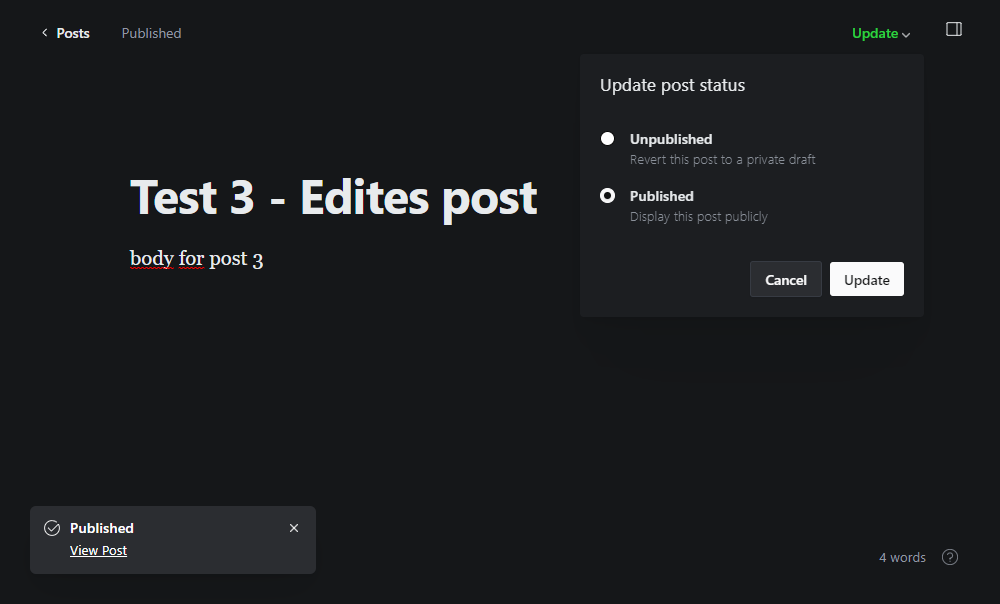 Posts
Published
Update
Update post status
Unpublished
Revert this post to a private draft
Published
Display this post publicly
Cancel
Update
Test 3 - Edites post
body for post 3
Published
View Post
4 words
?